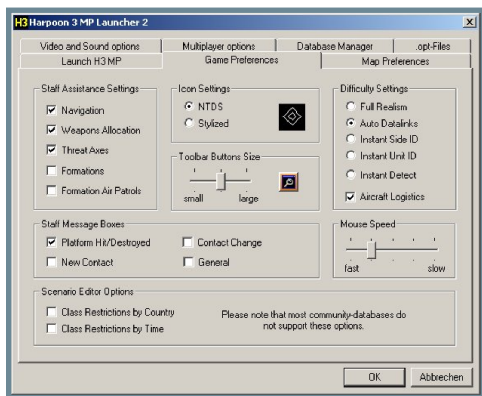 H3 Harpoon 3 MP Launcher 2
Video and Sound options
Multiplayer options
Database Manager
.opt-Files
Launch H3 MP
Game Preferences
Map Preferences
Staff Assistance Settings
Navigation
Weapons Allocation
Threat Axes
Formations
Formation Air Patrols
Icon Settings
NTDS
Stylized
Toolbar Buttons Size
small large
Difficulty Settings
Full Realism
Auto Datalinks
Instant Side ID
Instant Unit ID
Instant Detect
Aircraft Logistics
Staff Message Boxes
Platform Hit/Destroyed
Contact Change
New Contact
General
Mouse Speed
fast slow
Scenario Editor Options
Class Restrictions by Country
Class Restrictions by Time
Please note that most community-databases do
not support these options.
OK
Abbrechen